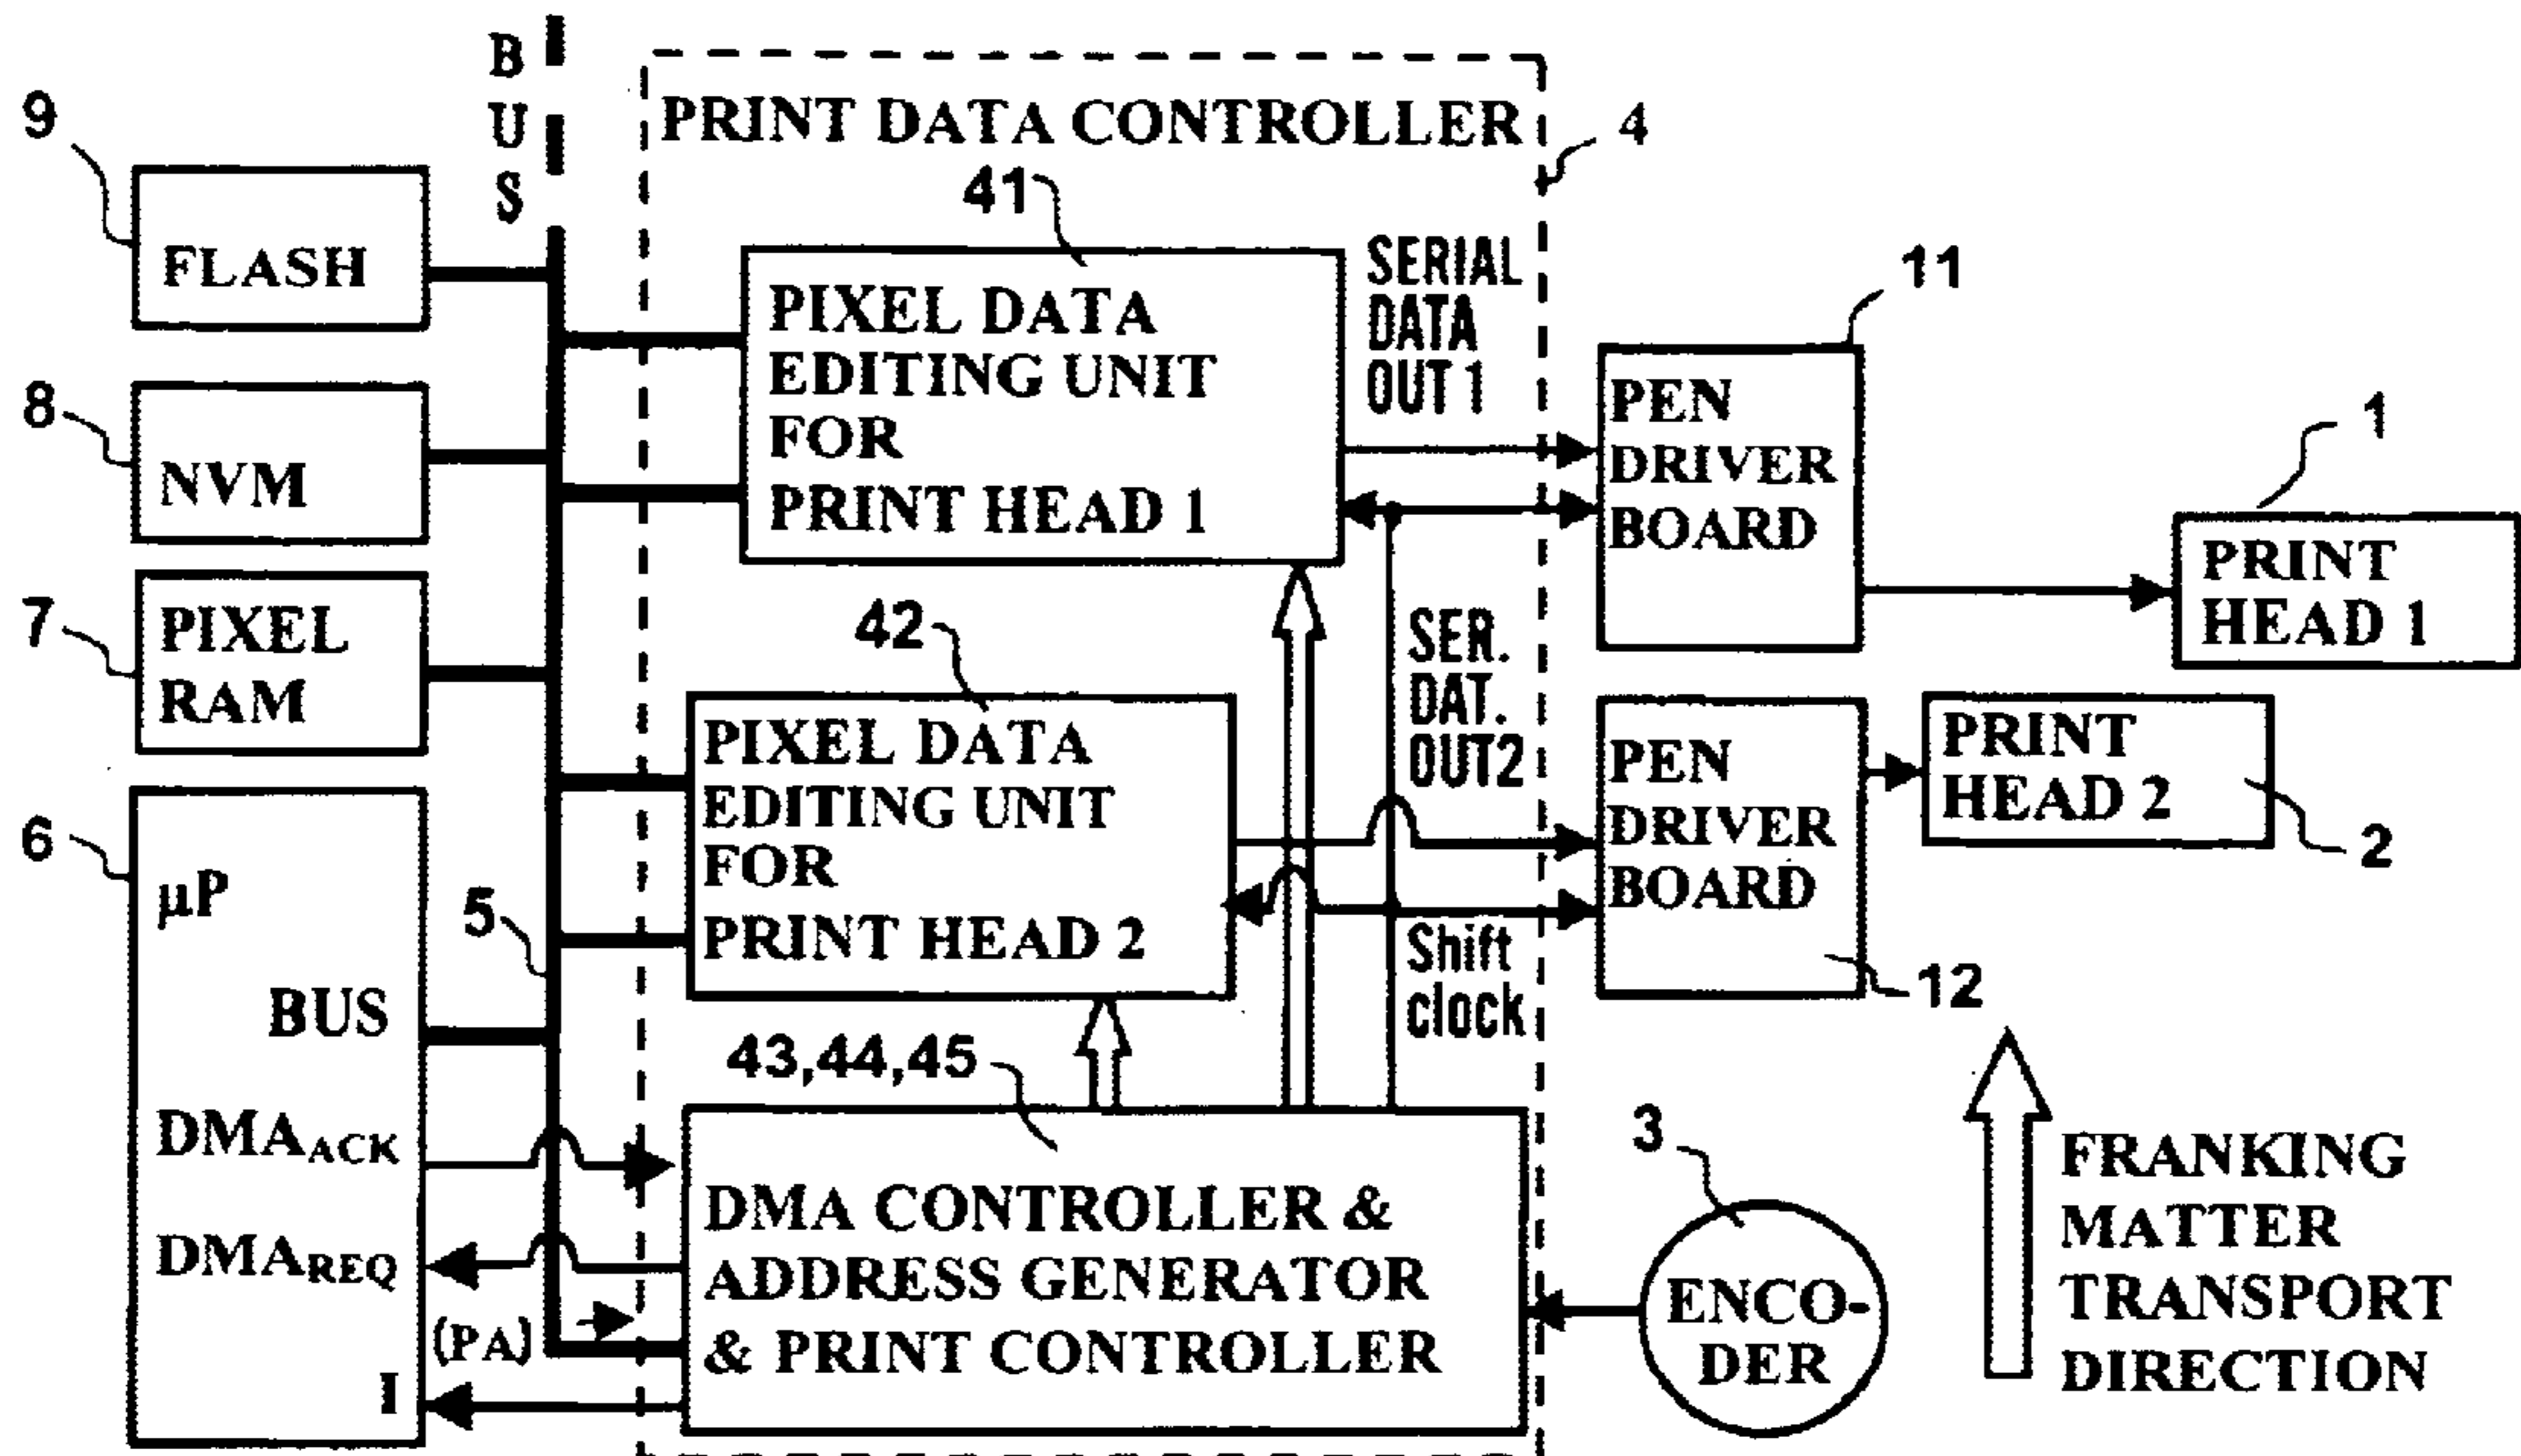 B
U
S
PRINT DATA CONTROLLER
4
9
FLASH
41
PIXEL DATA
EDITING UNIT
FOR
PRINT HEAD 1
SERIAL
DATA
OUT 1
11
PEN
DRIVER
BOARD
1
PRINT
HEAD 1
8
NVM
7
PIXEL
RAM
42
PIXEL DATA
EDITING UNIT
FOR
PRINT HEAD 2
SER.
DAT.
OUT2
PEN
DRIVER
BOARD
12
PRINT
HEAD 2
2
Shift
clock
6
µP
BUS
5
DMAACK
DMAREQ
(PA)
I
43,44,45
DMA CONTROLLER &
ADDRESS GENERATOR
& PRINT CONTROLLER
3
ENCO-
DER
FRANKING
MATTER
TRANSPORT
DIRECTION